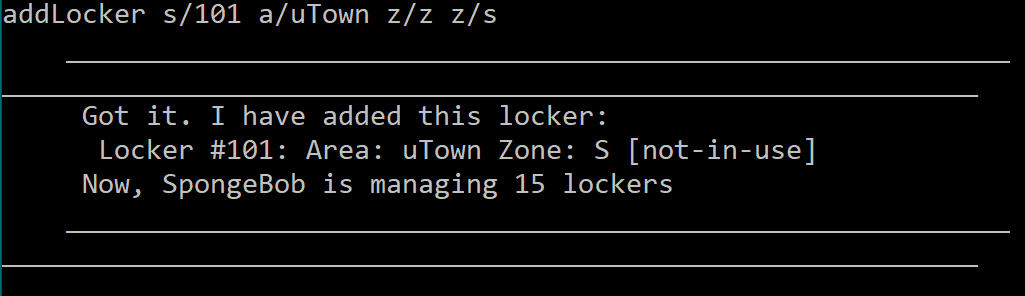 addLocker s/101 a/uTown z/z z/s
Got it. I have added this locker:
Locker #101: Area: uTown Zone: S [not-in-use]
Now, SpongeBob is managing 15 lockers